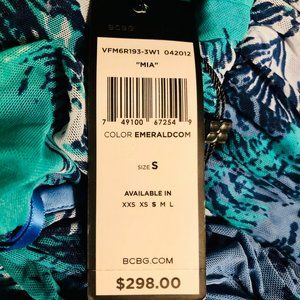 BCBG
VFM6R193-3W1 042012
"MIA"
7 49100 67254 9
COLOR EMERALDCOM
SIZE S
AVAILABLE IN
XXS XS S M L
BCBG.COM
$298.00